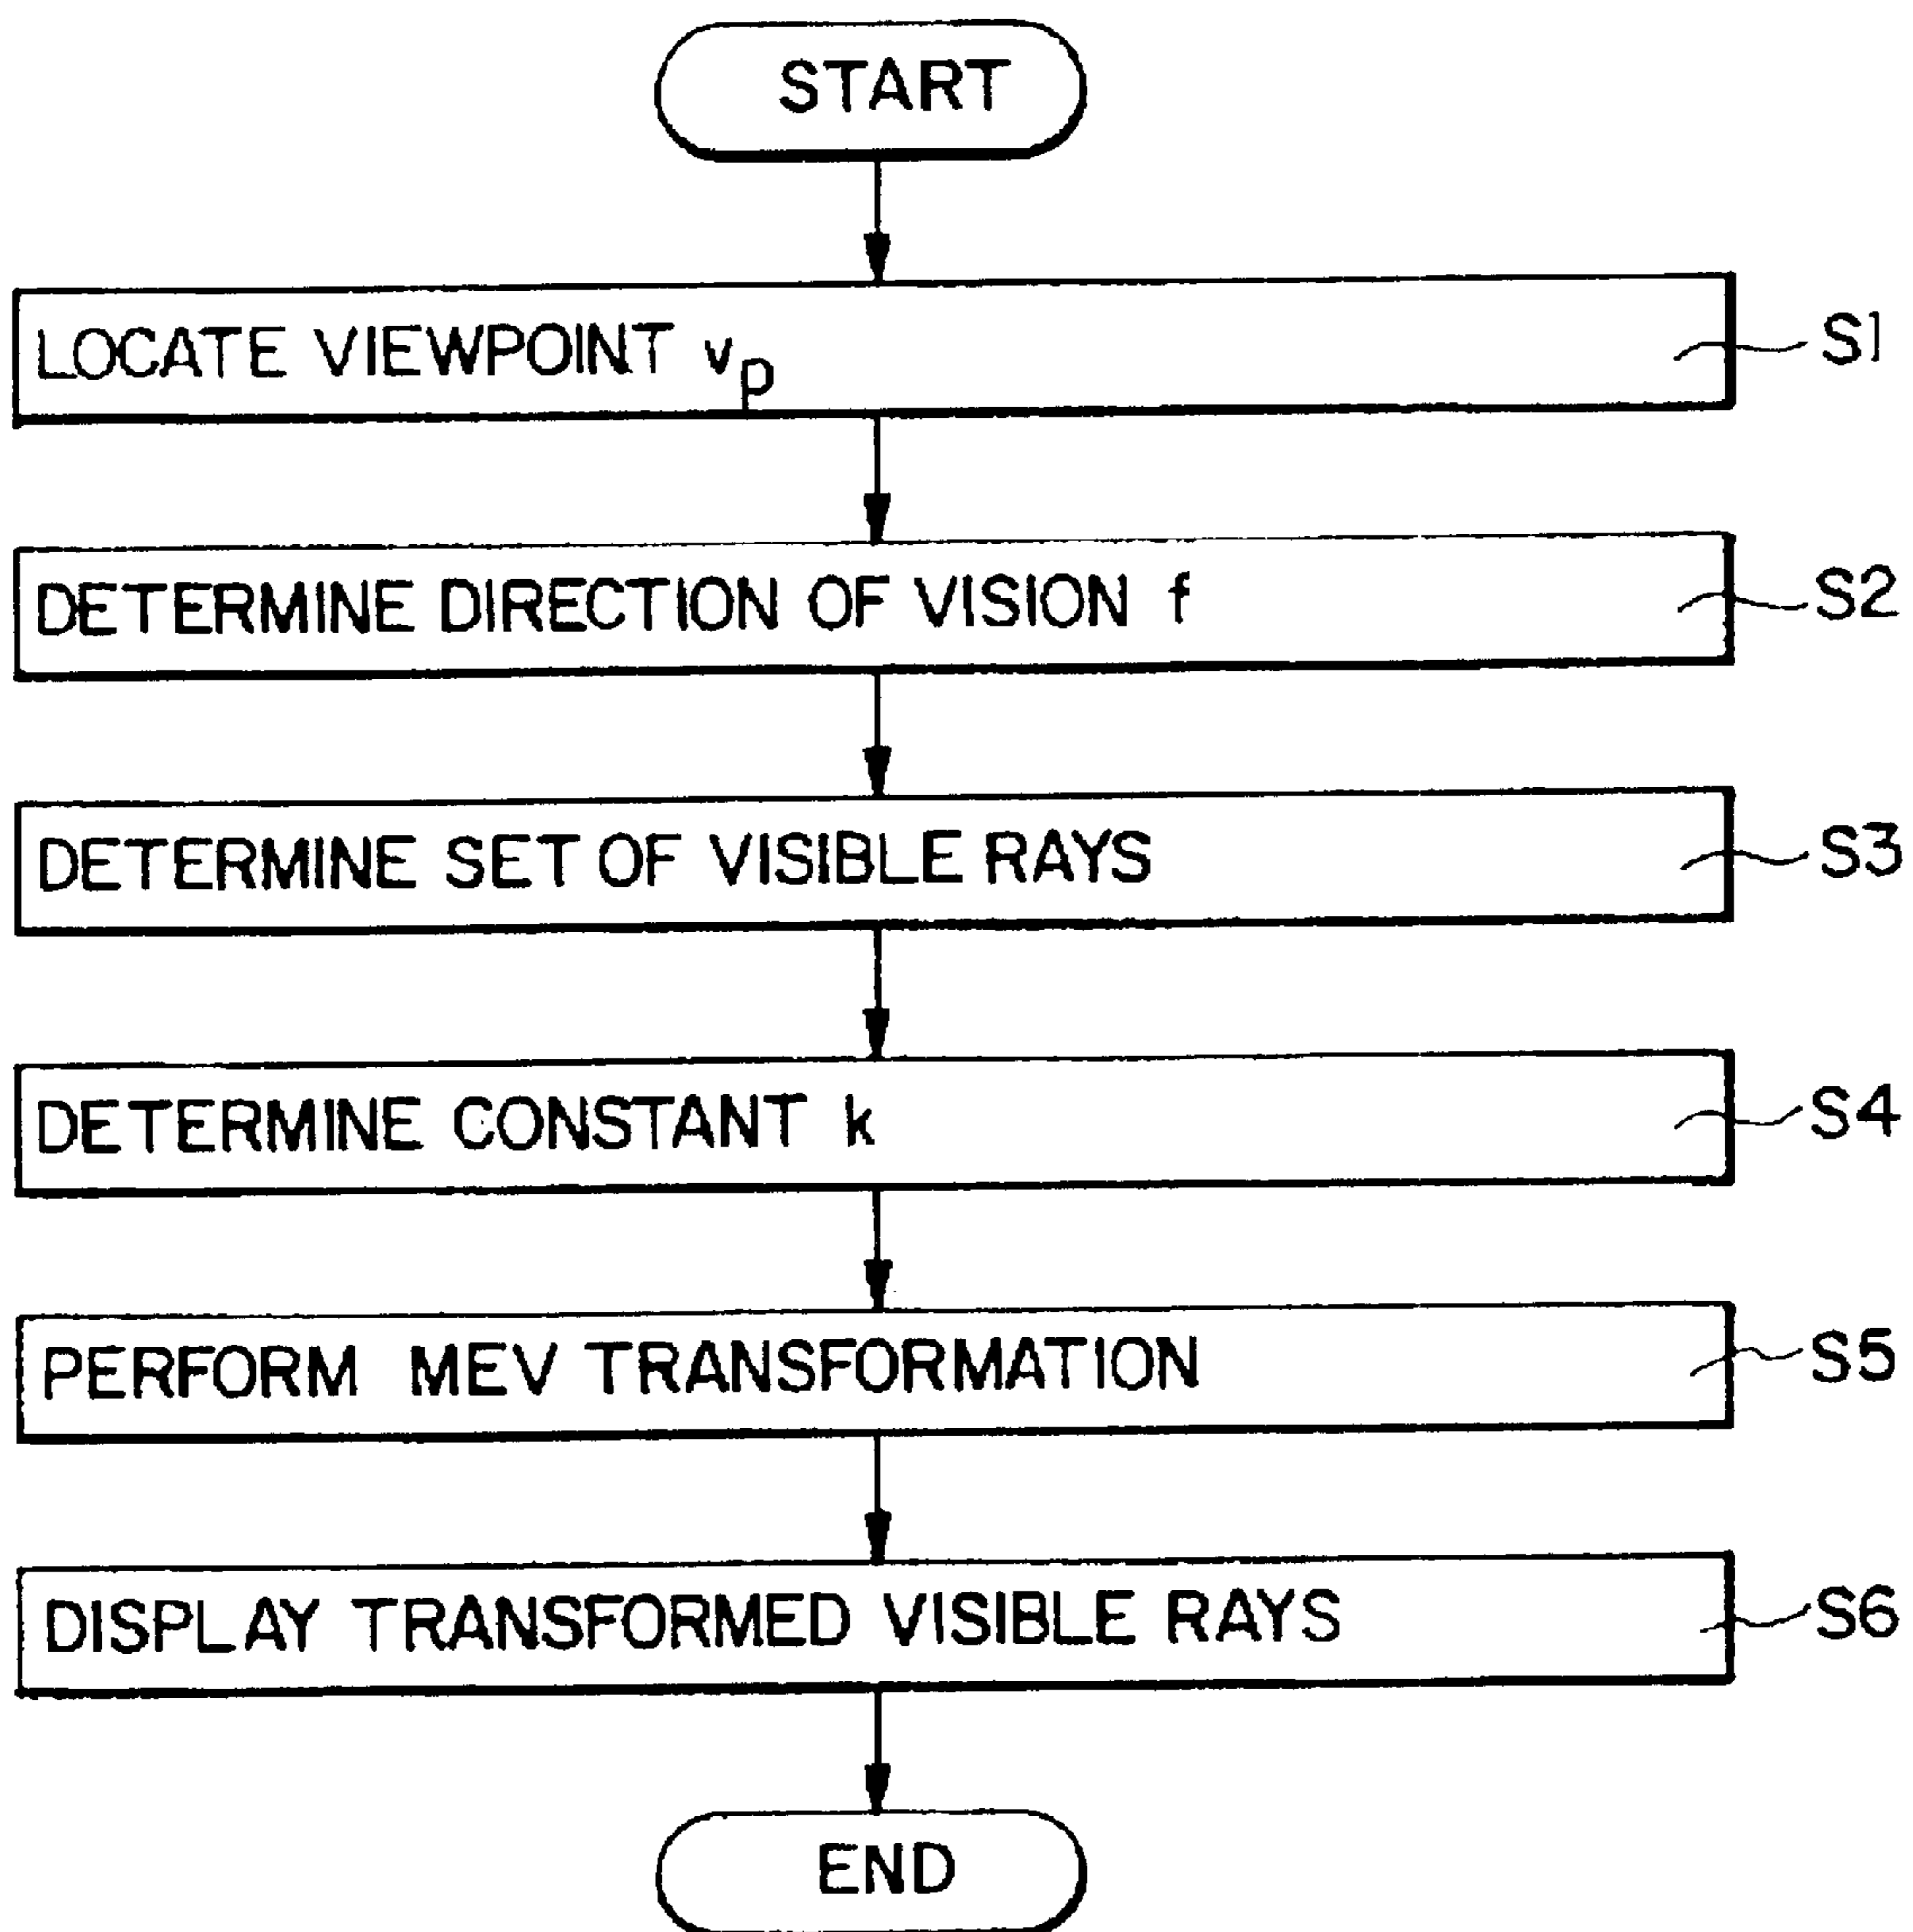 START
LOCATE VIEWPOINT vp S1
DETERMINE DIRECTION OF VISION f S2
DETERMINE SET OF VISIBLE RAYS S3
DETERMINE CONSTANT k S4
PERFORM MEV TRANSFORMATION S5
DISPLAY TRANSFORMED VISIBLE RAYS S6
END